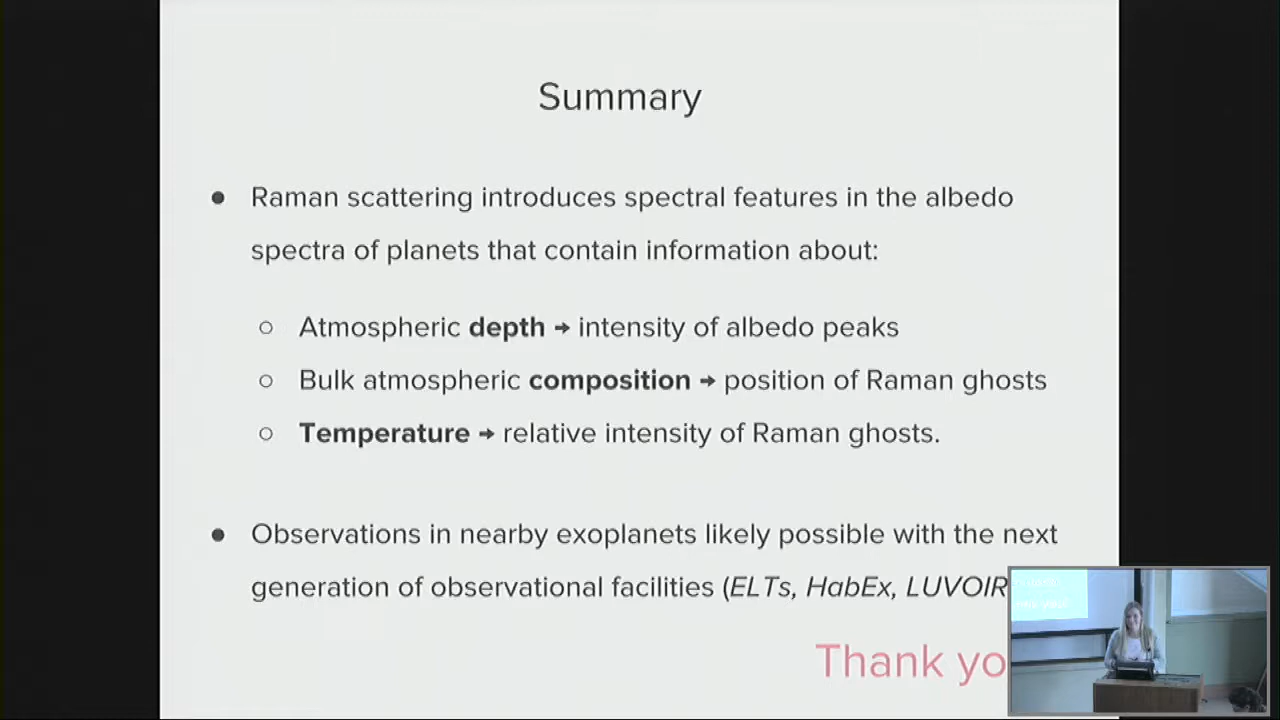 Summary
● Raman scattering introduces spectral features in the albedo
spectra of planets that contain information about:
○ Atmospheric depth → intensity of albedo peaks
○ Bulk atmospheric composition → position of Raman ghosts
○ Temperature → relative intensity of Raman ghosts.
● Observations in nearby exoplanets likely possible with the next
generation of observational facilities (ELTs, HabEx, LUVOIR
Thank yo